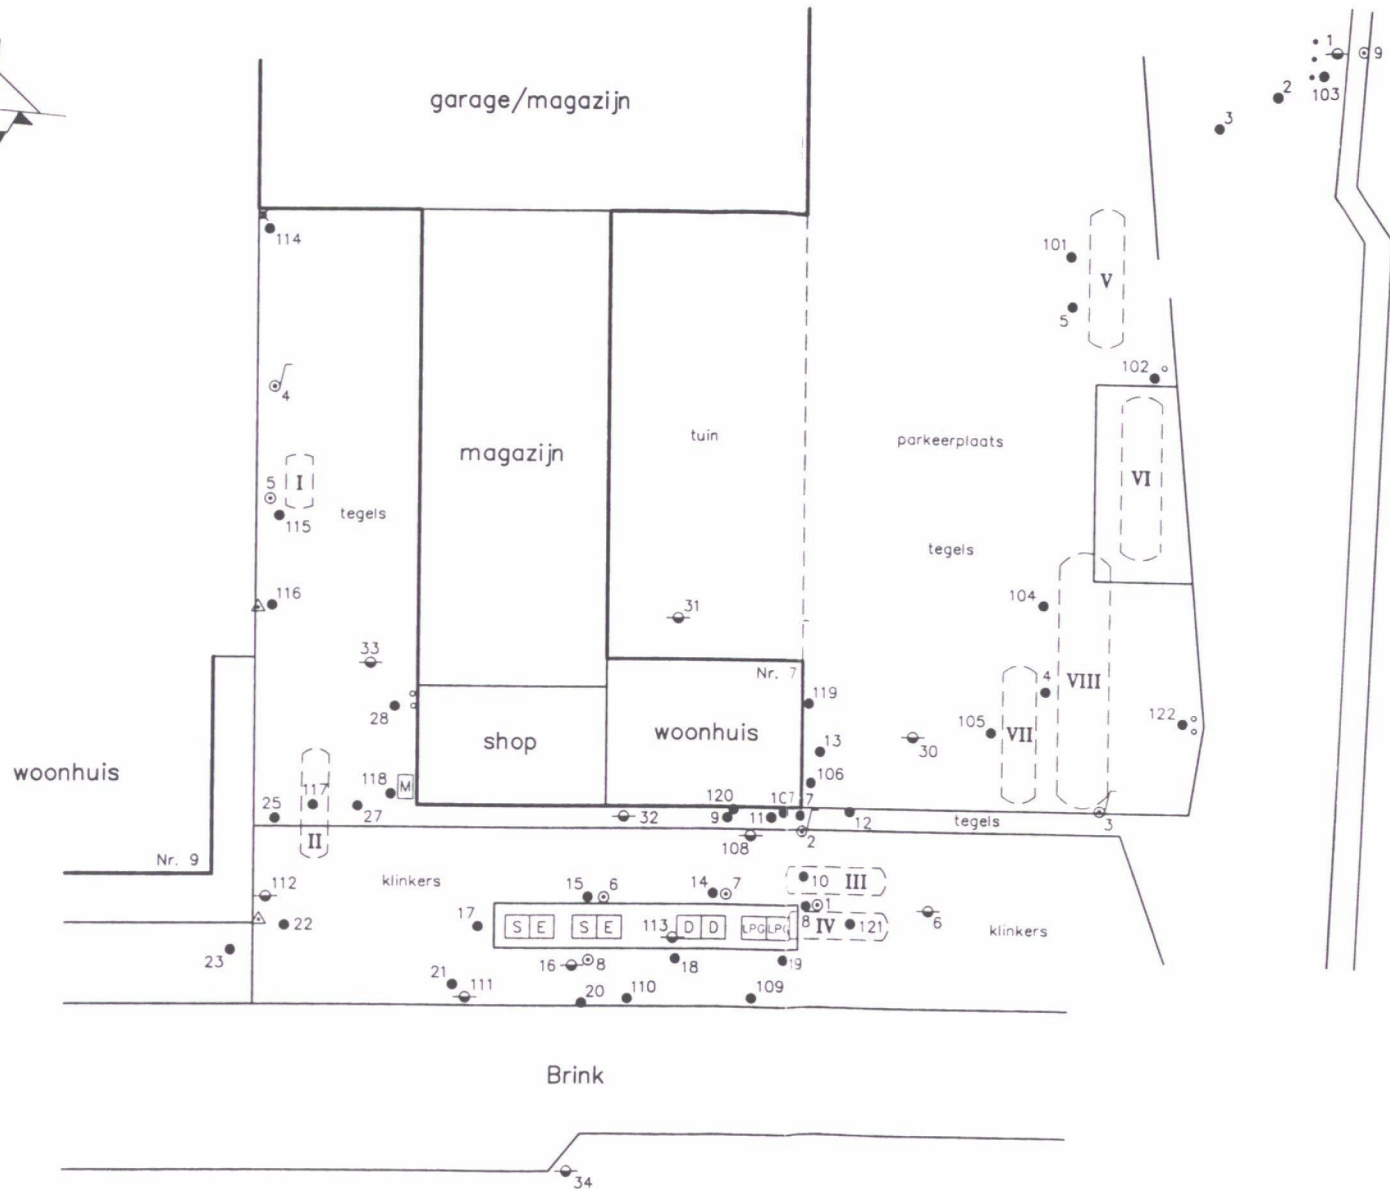 1 9
2
103
3
garage/magazijn
114
101
V
5
102
4
magazijn
tuin
parkeerplaats
VI
5
I
tegels
115
tegels
116
31
104
33
Nr. 7
4
VIII
119
28
shop
woonhuis
105
VII
122
13
30
woonhuis
118 M
117
106
25
27
120
107 7
9
11
32
12
tegels
3
2
108
II
Nr. 9
klinkers
112
15 6
14 7
10 III
17
S E S E 113 D D LPG LPG
8 1
IV 121
6
klinkers
22
23
16 8
18
19
21
111
20
110
109
Brink
34